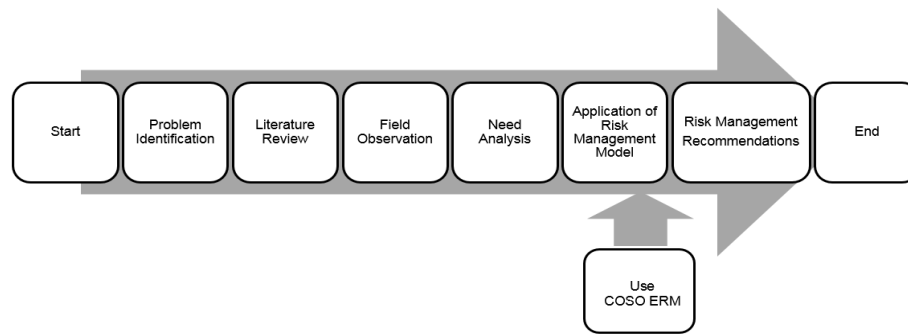 Start
Problem
Identification
Literature
Review
Field
Observation
Need
Analysis
Application of
Risk
Management
Model
Risk Management
Recommendations
End
Use
COSO ERM